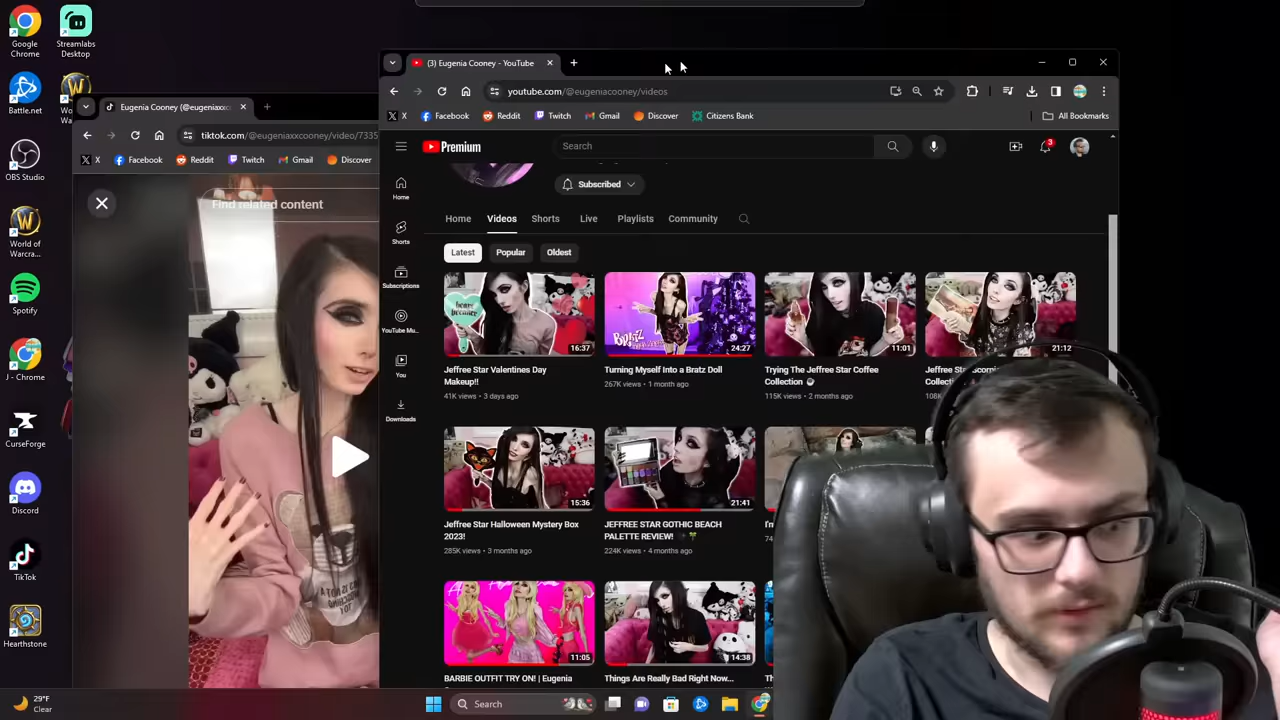 Google
Chrome
Streamlabs
Desktop
Battle.net
OBS Studio
World of
Warcra...
Spotify
J - Chrome
CurseForge
Discord
TikTok
Hearthstone
Eugenia Cooney (@eugeniaxx
tiktok.com/@eugeniaxxcooney/video/7335
X Facebook Reddit Twitch Gmail Discover
Find related content
(3) Eugenia Cooney - YouTube
youtube.com/@eugeniacooney/videos
X Facebook Reddit Twitch Gmail Discover Citizens Bank All Bookmarks
Premium
Search
3
Subscribed
Home Videos Shorts Live Playlists Community
Latest Popular Oldest
Home
Shorts
Subscriptions
YouTube Mu...
You
Downloads
16:37
Jeffree Star Valentines Day
Makeup!!
41K views • 3 days ago
BRATZ
24:27
Turning Myself Into a Bratz Doll
267K views • 1 month ago
11:01
Trying The Jeffree Star Coffee
Collection
115K views • 2 months ago
21:12
Jeffree Star
108K
15:36
Jeffree Star Halloween Mystery Box
2023!
285K views • 3 months ago
21:41
JEFFREE STAR GOTHIC BEACH
PALETTE REVIEW!
224K views • 4 months ago
11:05
BARBIE OUTFIT TRY ON! | Eugenia
14:38
Things Are Really Bad Right Now...
29°F
Clear
Search